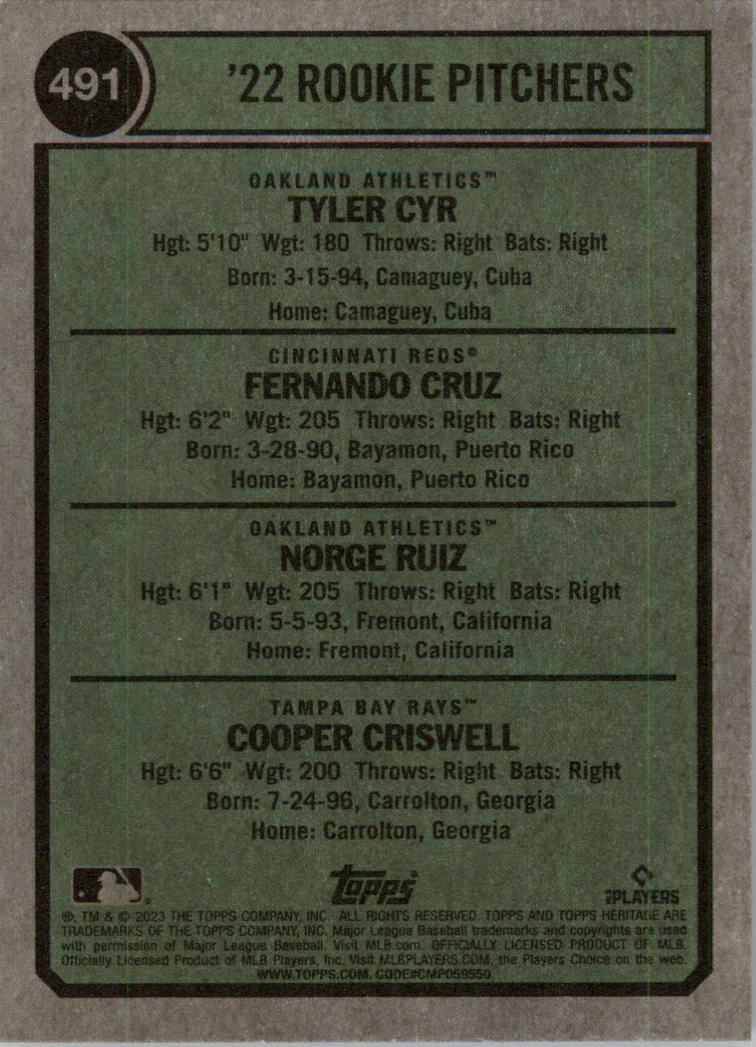 491
'22 ROOKIE PITCHERS
OAKLAND ATHLETICS™
TYLER CYR
Hgt: 5'10" Wgt: 180 Throws: Right Bats: Right
Born: 3-15-94, Camaguey, Cuba
Home: Camaguey, Cuba
CINCINNATI REDS®
FERNANDO CRUZ
Hgt: 6'2" Wgt: 205 Throws: Right Bats: Right
Born: 3-28-90, Bayamon, Puerto Rico
Home: Bayamon, Puerto Rico
OAKLAND ATHLETICS™
NORGE RUIZ
Hgt: 6'1" Wgt: 205 Throws: Right Bats: Right
Born: 5-5-93, Fremont, California
Home: Fremont, California
TAMPA BAY RAYS™
COOPER CRISWELL
Hgt: 6'6" Wgt: 200 Throws: Right Bats: Right
Born: 7-24-96, Carrolton, Georgia
Home: Carrolton, Georgia
topps®
PLAYERS
®, TM & © 2023 THE TOPPS COMPANY, INC. ALL RIGHTS RESERVED. TOPPS AND TOPPS HERITAGE ARE
TRADEMARKS OF THE TOPPS COMPANY, INC. Major League Baseball trademarks and copyrights are used
with permission of Major League Baseball. Visit MLB.com. OFFICIALLY LICENSED PRODUCT OF MLB.
Officially Licensed Product of MLB Players, Inc. Visit MLBPLAYERS.COM, the Players Choice on the web.
WWW.TOPPS.COM. CODE#CMP059550